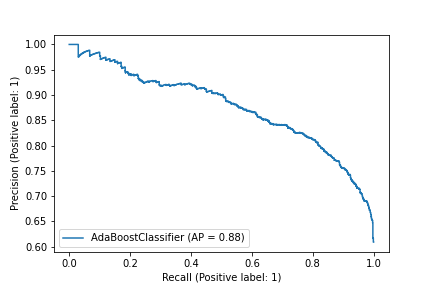 1.00
0.95
0.90
0.85
0.80
0.75
0.70
0.65
0.60
Precision (Positive label: 1)
AdaBoostClassifier (AP = 0.88)
0.0 0.2 0.4 0.6 0.8 1.0
Recall (Positive label: 1)